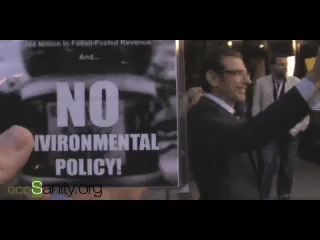 Million to Fossil-Fueled Revenue
And...
NO
ENVIRONMENTAL
POLICY!
ecoSanity.org